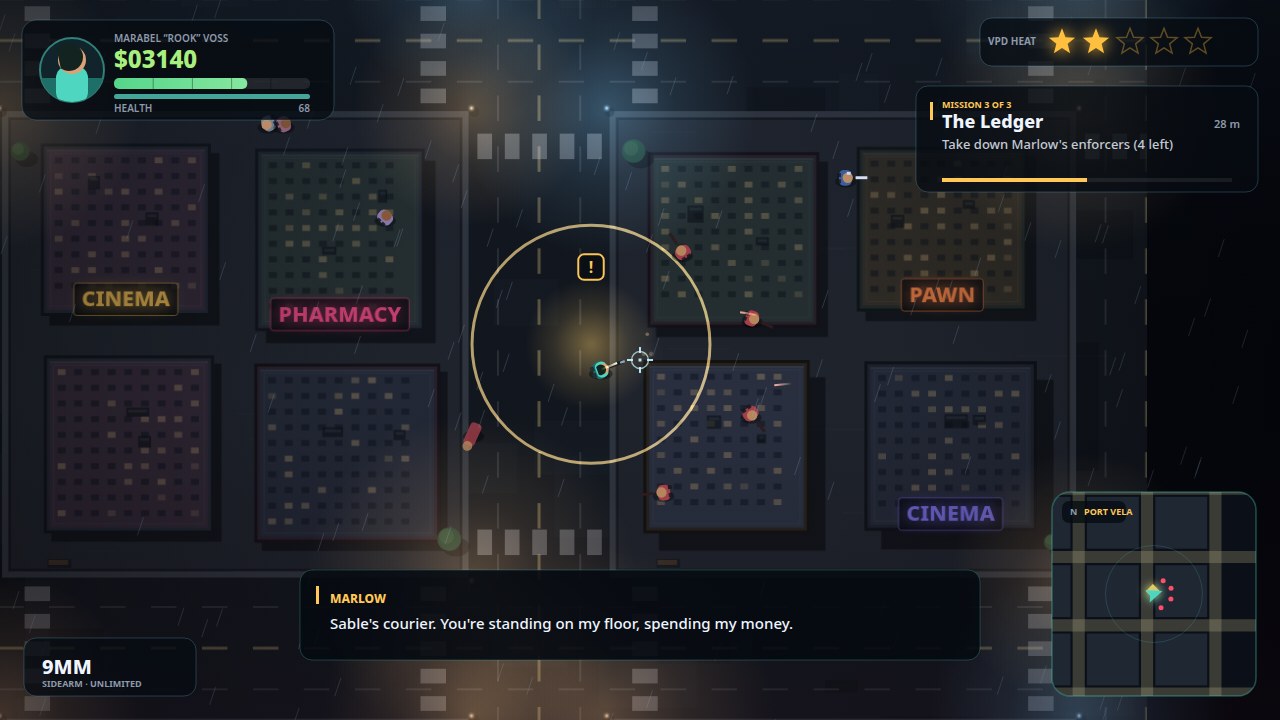 MARABEL "ROOK" VOSS
$03140
HEALTH 68
VPD HEAT
MISSION 3 OF 3
The Ledger 28 m
Take down Marlow's enforcers (4 left)
CINEMA
PHARMACY
!
PAWN
CINEMA
N PORT VELA
MARLOW
Sable's courier. You're standing on my floor, spending my money.
9MM
SIDEARM · UNLIMITED